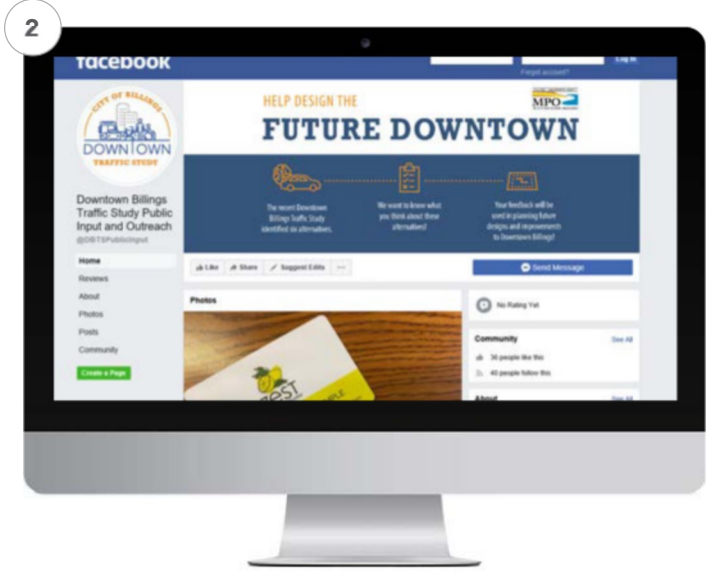 2
facebook
Log In
Forgot account?
CITY OF BILLINGS
DOWNTOWN
TRAFFIC STUDY
HELP DESIGN THE
FUTURE DOWNTOWN
MPO
The recent Downtown
Billings Traffic Study
identified six alternatives.
We want to know what
you think about these
alternatives!
Your feedback will be
used in planning future
designs and improvements
to Downtown Billings!
Downtown Billings
Traffic Study Public
Input and Outreach
@DBTSPublicInput
Home
Reviews
About
Photos
Posts
Community
Create a Page
Like
Share
Suggest Edits
Send Message
Photos
zest
No Rating Yet
Community
See All
36 people like this
40 people follow this
About
See All